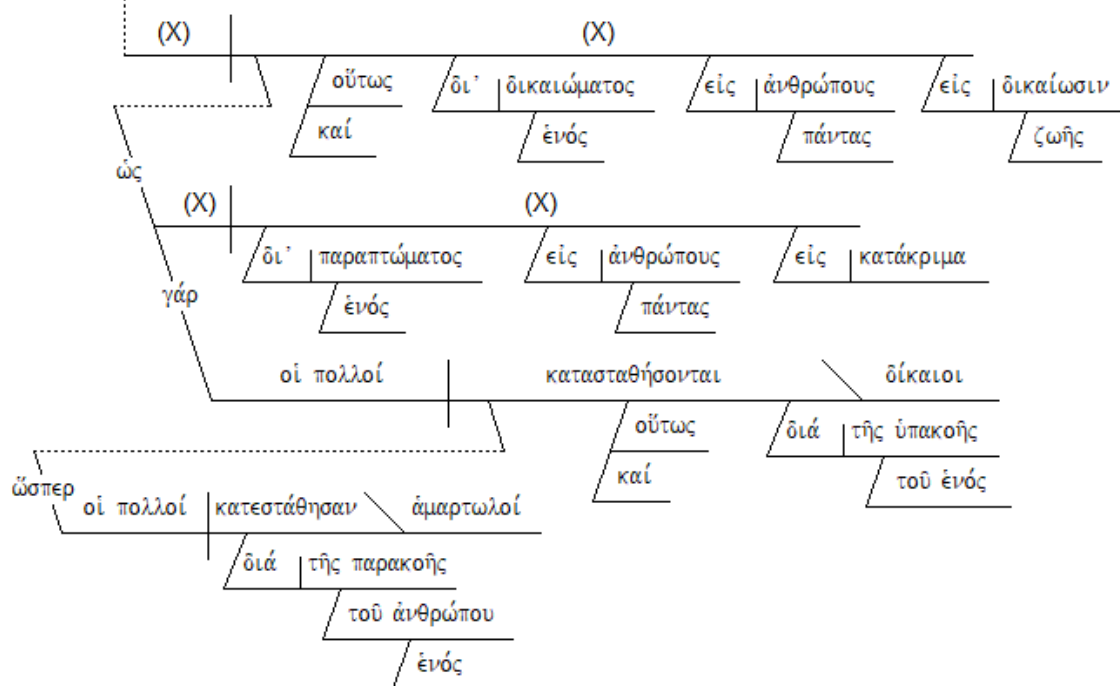 (X) (X)
οὕτως δι' δικαιώματος εἰς ἀνθρώπους εἰς δικαίωσιν
καί ἑνός πάντας ζωῆς
ὡς
(X) (X)
δι' παραπτώματος εἰς ἀνθρώπους εἰς κατάκριμα
γάρ ἑνός πάντας
οἱ πολλοί κατασταθήσονται δίκαιοι
οὕτως διά τῆς ὑπακοῆς
καί τοῦ ἑνός
ὥσπερ οἱ πολλοί κατεστάθησαν ἁμαρτωλοί
διά τῆς παρακοῆς
τοῦ ἀνθρώπου
ἑνός